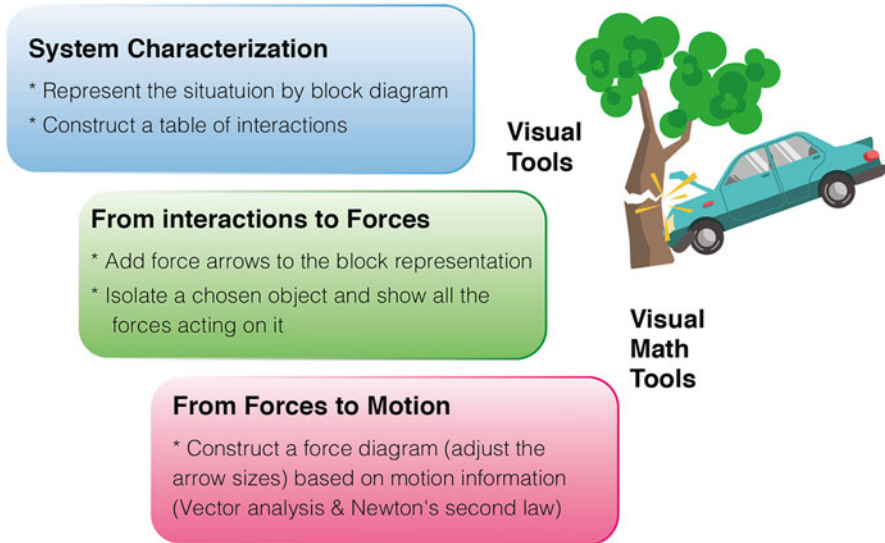 System Characterization
* Represent the situatuion by block diagram
* Construct a table of interactions
Visual
Tools
From interactions to Forces
* Add force arrows to the block representation
* Isolate a chosen object and show all the
forces acting on it
Visual
Math
Tools
From Forces to Motion
* Construct a force diagram (adjust the
arrow sizes) based on motion information
(Vector analysis & Newton's second law)